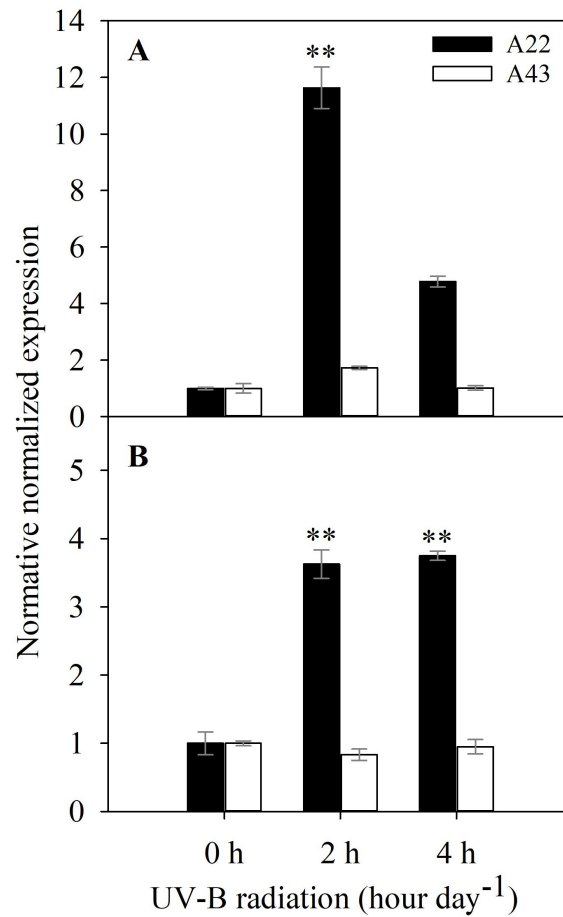 Normative normalized expression
A
A22
A43
14
12
10
8
6
4
2
0
**
B
5
4
3
2
1
0
**
**
0 h
2 h
4 h
UV-B radiation (hour day⁻¹)